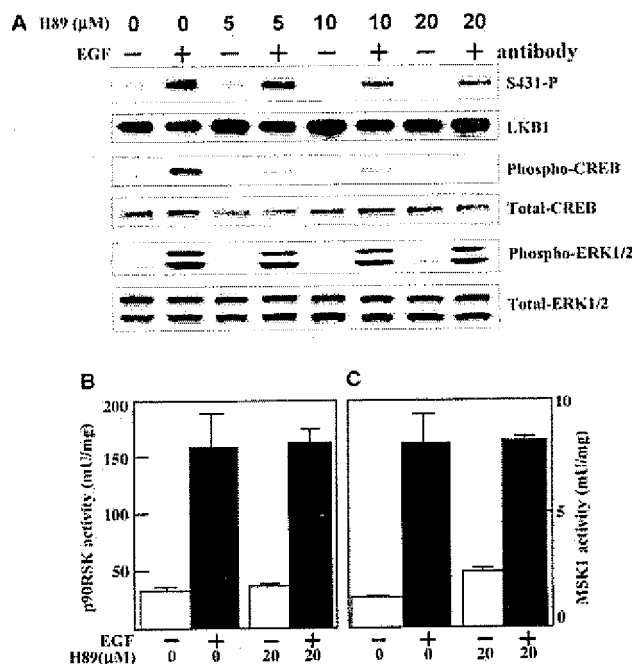 A H89 (µM) 0 0 5 5 10 10 20 20
EGF − + − + − + − + antibody
S431-P
LKB1
Phospho-CREB
Total-CREB
Phospho-ERK1/2
Total-ERK1/2
B
C
200
150
100
50
p90RSK activity (mU/mg)
10
5
0
MSK1 activity (mU/mg)
EGF − + − + − + − +
H89(µM) 0 0 20 20 0 0 20 20